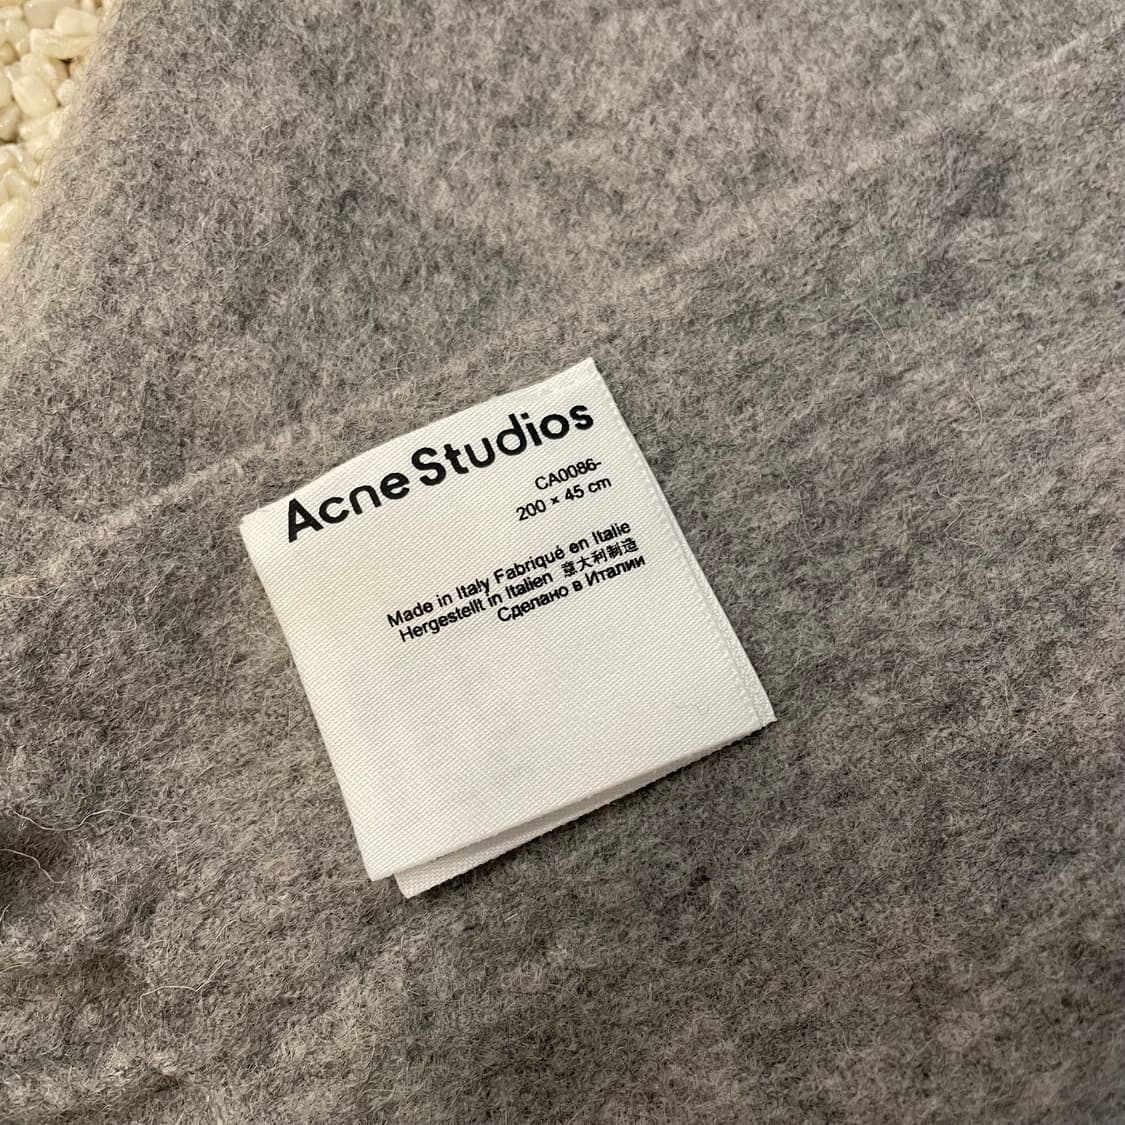 Acne Studios
CA0086-
200 × 45 cm
Made in Italy Fabriqué en Italie
Hergestellt in Italien 意大利制造
Сделано в Италии